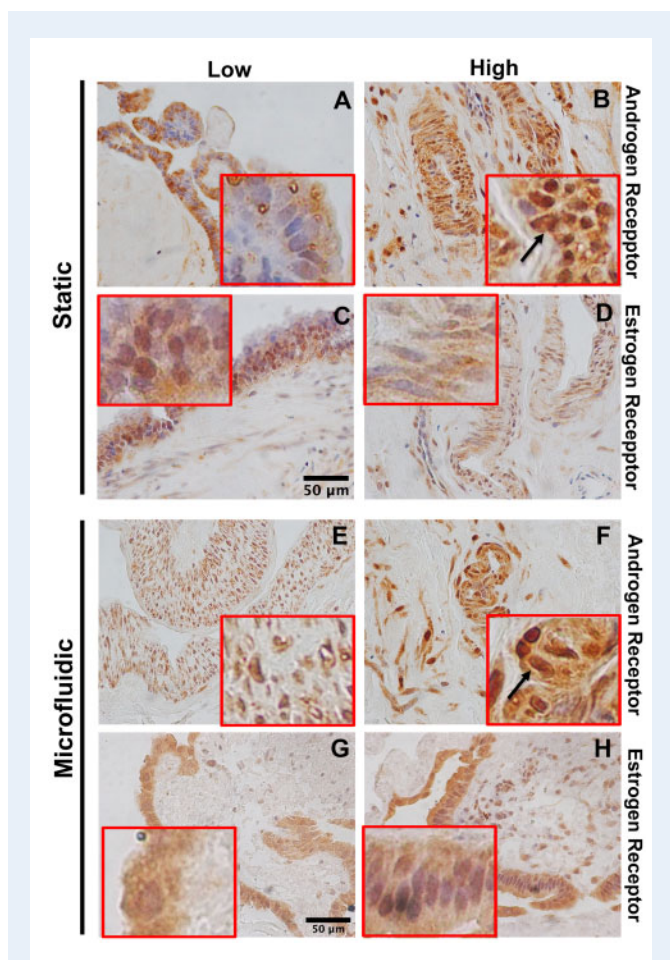 Low
High
Static
A
B
Androgen Recepptor
C
50 µm
D
Estrogen Recepptor
Microfluidic
E
F
Androgen Receptor
G
50 µm
H
Estrogen Receptor